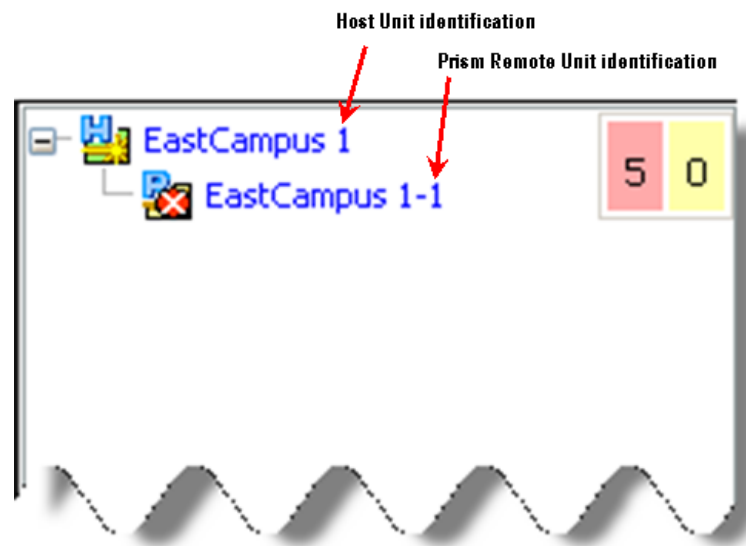 Host Unit identification
Prism Remote Unit identification
H EastCampus 1
5 0
R EastCampus 1-1